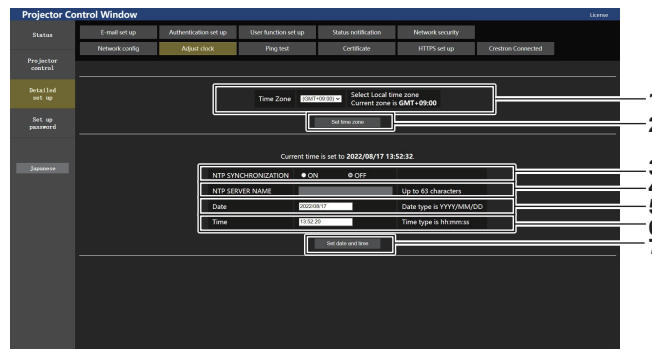 Projector Control Window License
Status
E-mail set up Authentication set up User function set up Status notification Network security
Network config Adjust clock Ping test Certificate HTTPS set up Crestron Connected
Projector
control
Detailed
set up
Set up
password
Japanese
Time Zone (GMT+09:00) Select Local time zone
Current zone is GMT+09:00
1
Set time zone
2
Current time is set to 2022/08/17 13:52:32.
NTP SYNCHRONIZATION ON OFF
3
NTP SERVER NAME Up to 63 characters
4
Date 2022/08/17 Date type is YYYY/MM/DD
5
Time 13:52:20 Time type is hh:mm:ss
6
Set date and time
7